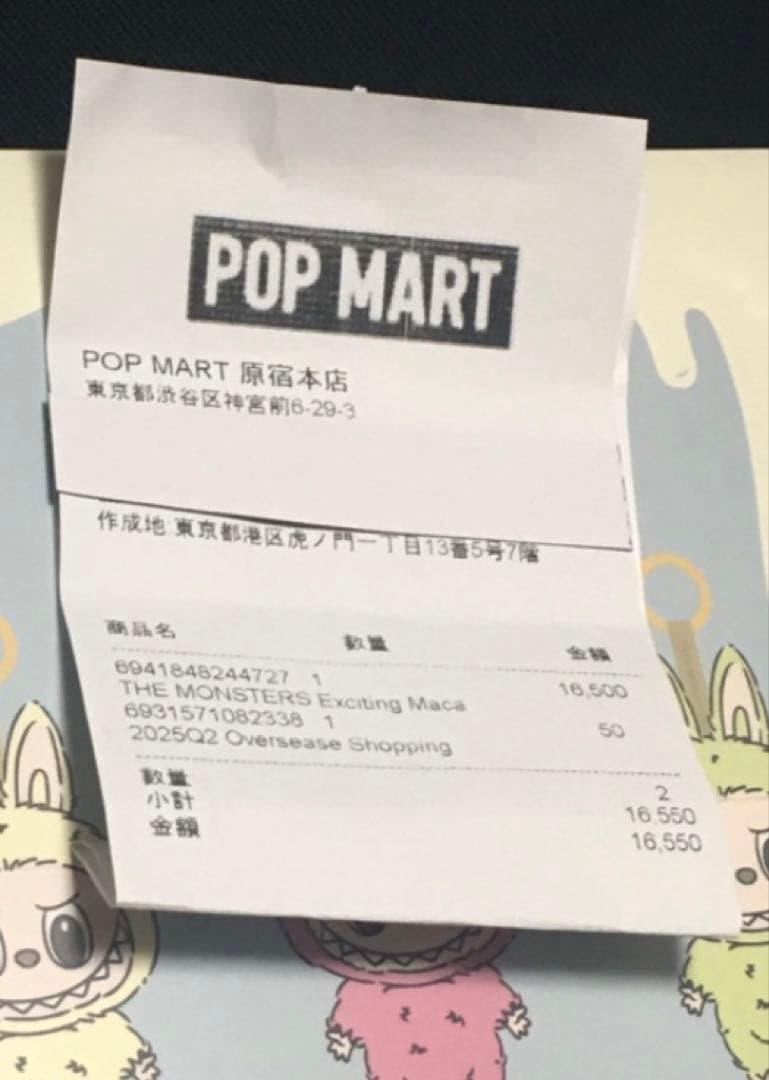 POP MART
POP MART 原宿本店
東京都渋谷区神宮前6-29-3
作成地:東京都港区虎ノ門一丁目13番5号7階
商品名 数量 金額
6941848244727 1 16,500
THE MONSTERS Exciting Maca
6931571082338 1 50
2025Q2 Oversease Shopping
数量 2
小計 16,550
金額 16,550